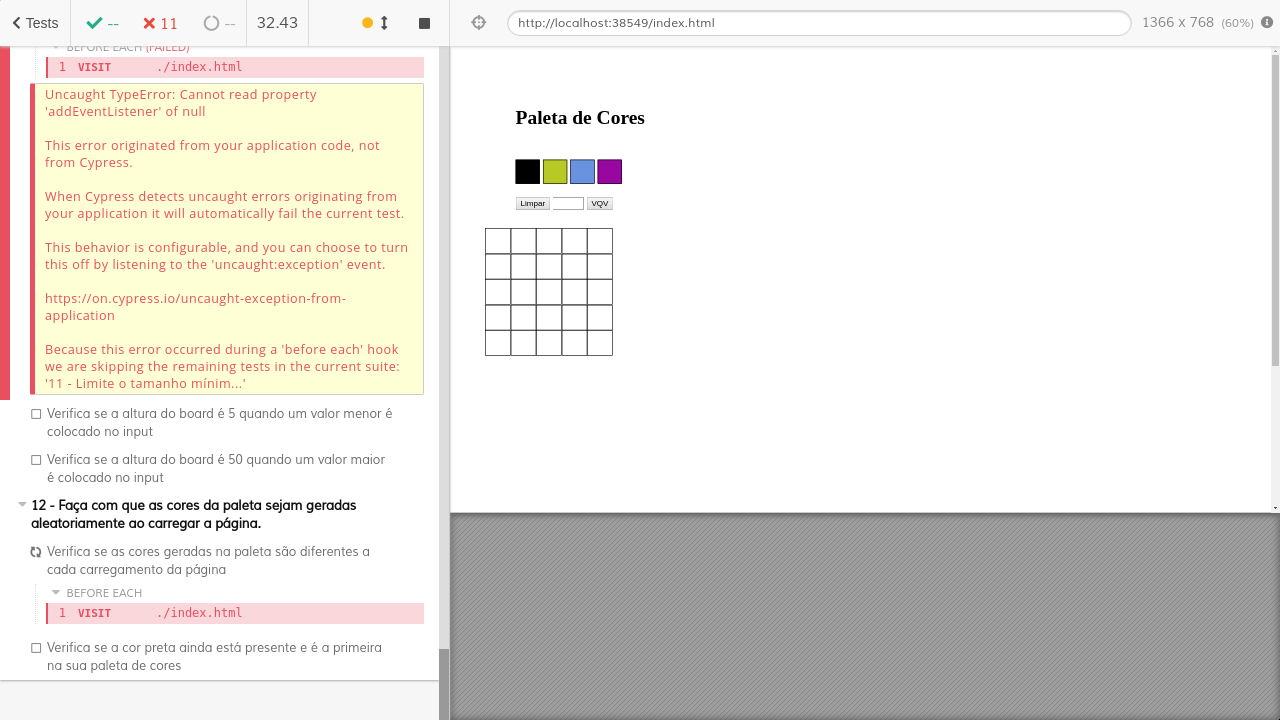 Tests
--
11
--
32.43
http://localhost:38549/index.html
1366 x 768 (60%)
BEFORE EACH (FAILED)
1 VISIT ./index.html
Uncaught TypeError: Cannot read property
'addEventListener' of null
This error originated from your application code, not
from Cypress.
When Cypress detects uncaught errors originating from
your application it will automatically fail the current test.
This behavior is configurable, and you can choose to turn
this off by listening to the 'uncaught:exception' event.
https://on.cypress.io/uncaught-exception-from-
application
Because this error occurred during a 'before each' hook
we are skipping the remaining tests in the current suite:
'11 - Limite o tamanho mínim...'
Verifica se a altura do board é 5 quando um valor menor é
colocado no input
Verifica se a altura do board é 50 quando um valor maior
é colocado no input
12 - Faça com que as cores da paleta sejam geradas
aleatoriamente ao carregar a página.
Verifica se as cores geradas na paleta são diferentes a
cada carregamento da página
BEFORE EACH
1 VISIT ./index.html
Verifica se a cor preta ainda está presente e é a primeira
na sua paleta de cores
Paleta de Cores
Limpar
VQV